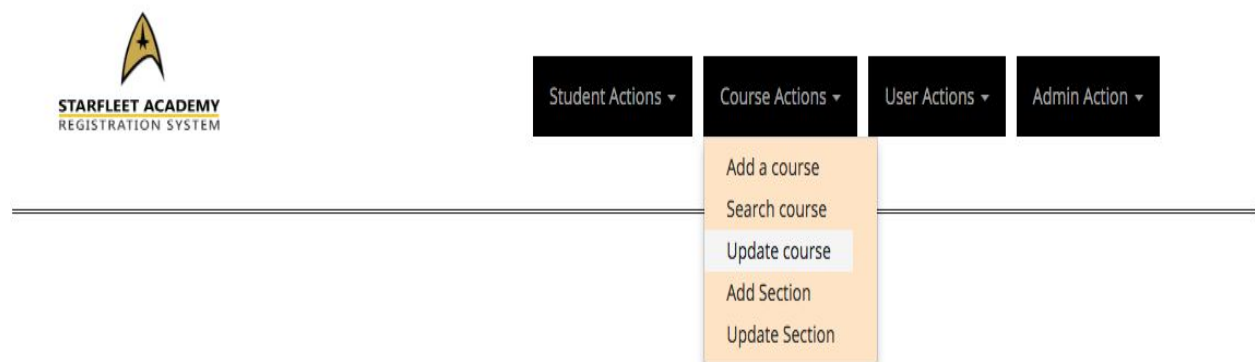 STARFLEET ACADEMY
REGISTRATION SYSTEM
Student Actions Course Actions User Actions Admin Action
Add a course
Search course
Update course
Add Section
Update Section